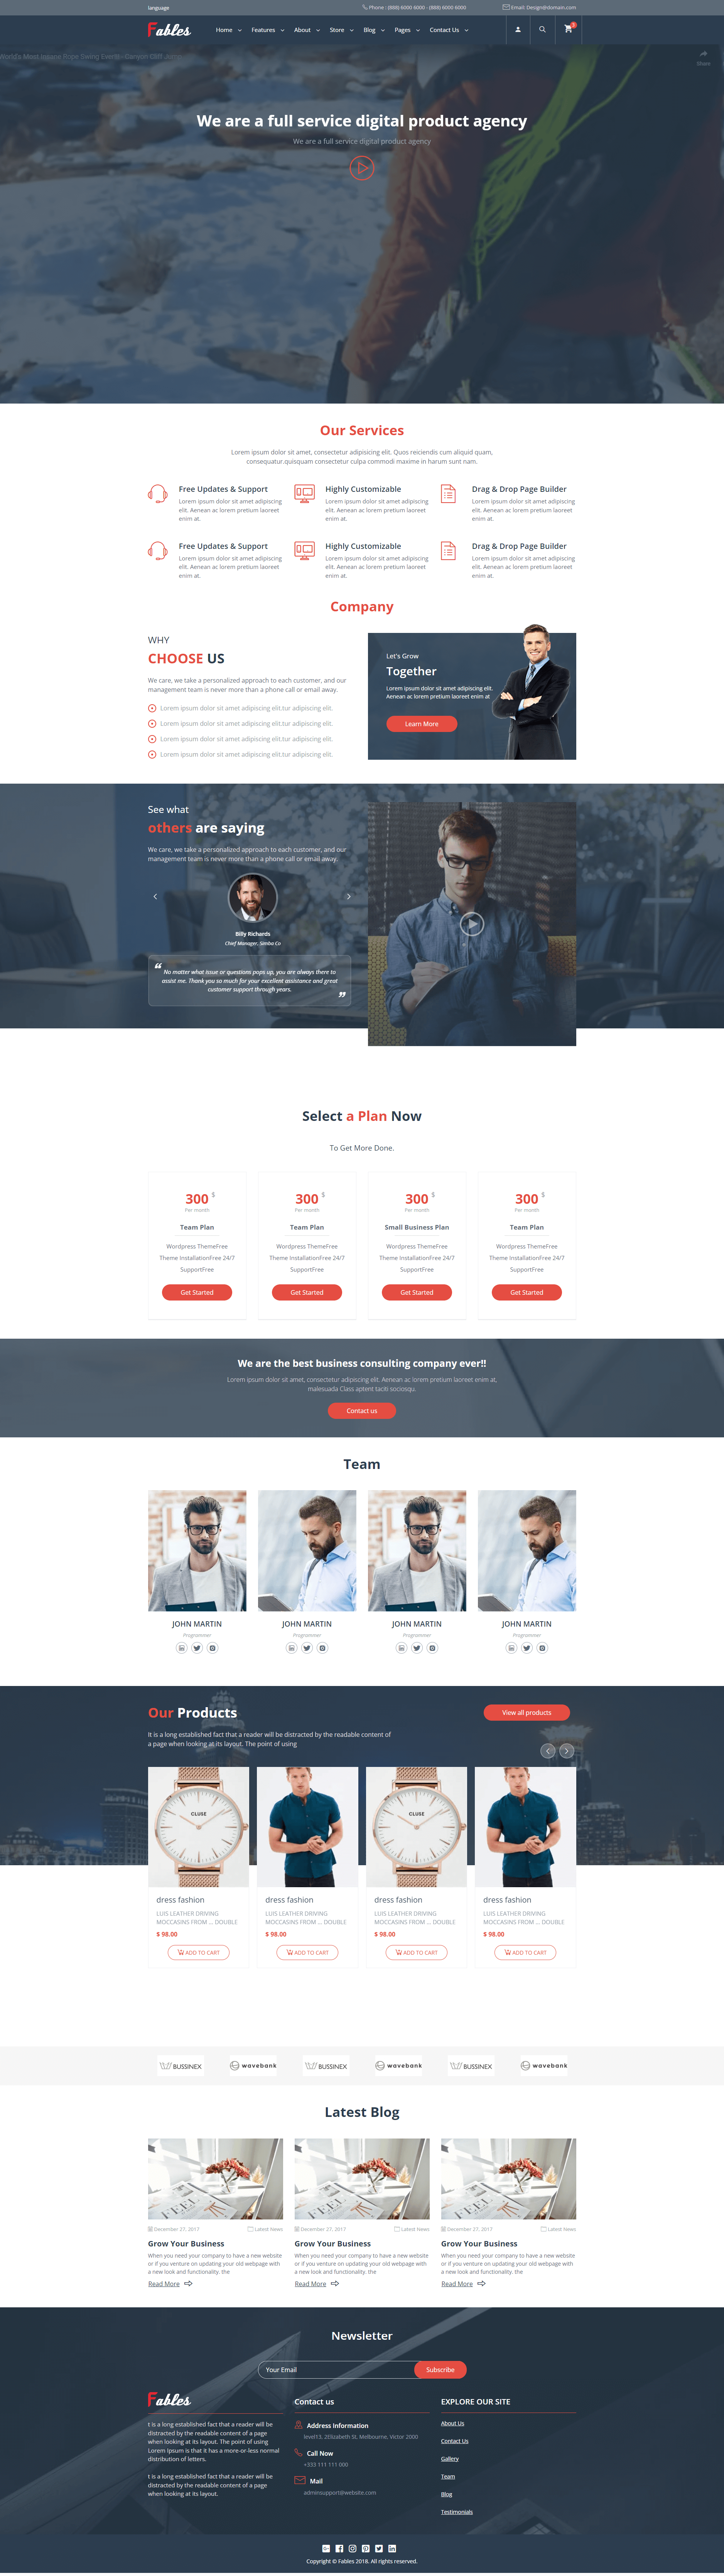 language
Phone : (888) 6000 6000 - (888) 6000 6000
Email: Design@domain.com
Fables
Home Features About Store Blog Pages Contact Us
World's Most Insane Rope Swing Ever!!! - Canyon Cliff Jump
Share
We are a full service digital product agency
We are a full service digital product agency
Our Services
Lorem ipsum dolor sit amet, consectetur adipisicing elit. Quos reiciendis cum aliquid quam,
consequatur.quisquam consectetur culpa commodi maxime in harum sunt nam.
Free Updates & Support
Lorem ipsum dolor sit amet adipiscing
elit. Aenean ac lorem pretium laoreet
enim at.
Highly Customizable
Lorem ipsum dolor sit amet adipiscing
elit. Aenean ac lorem pretium laoreet
enim at.
Drag & Drop Page Builder
Lorem ipsum dolor sit amet adipiscing
elit. Aenean ac lorem pretium laoreet
enim at.
Free Updates & Support
Lorem ipsum dolor sit amet adipiscing
elit. Aenean ac lorem pretium laoreet
enim at.
Highly Customizable
Lorem ipsum dolor sit amet adipiscing
elit. Aenean ac lorem pretium laoreet
enim at.
Drag & Drop Page Builder
Lorem ipsum dolor sit amet adipiscing
elit. Aenean ac lorem pretium laoreet
enim at.
Company
WHY
CHOOSE US
We care, we take a personalized approach to each customer, and our
management team is never more than a phone call or email away.
Lorem ipsum dolor sit amet adipiscing elit.tur adipiscing elit.
Lorem ipsum dolor sit amet adipiscing elit.tur adipiscing elit.
Lorem ipsum dolor sit amet adipiscing elit.tur adipiscing elit.
Lorem ipsum dolor sit amet adipiscing elit.tur adipiscing elit.
Let's Grow
Together
Lorem ipsum dolor sit amet adipiscing elit.
Aenean ac lorem pretium laoreet enim at
Learn More
See what
others are saying
We care, we take a personalized approach to each customer, and our
management team is never more than a phone call or email away.
Billy Richards
Chief Manager, Simba Co
“ No matter what issue or questions pops up, you are always there to
assist me. Thank you so much for your excellent assistance and great
customer support through years. ”
Select a Plan Now
To Get More Done.
300 $
Per month
Team Plan
Wordpress ThemeFree
Theme InstallationFree 24/7
SupportFree
Get Started
300 $
Per month
Team Plan
Wordpress ThemeFree
Theme InstallationFree 24/7
SupportFree
Get Started
300 $
Per month
Small Business Plan
Wordpress ThemeFree
Theme InstallationFree 24/7
SupportFree
Get Started
300 $
Per month
Team Plan
Wordpress ThemeFree
Theme InstallationFree 24/7
SupportFree
Get Started
We are the best business consulting company ever!!
Lorem ipsum dolor sit amet, consectetur adipiscing elit. Aenean ac lorem pretium laoreet enim at,
malesuada Class aptent taciti sociosqu.
Contact us
Team
JOHN MARTIN
Programmer
JOHN MARTIN
Programmer
JOHN MARTIN
Programmer
JOHN MARTIN
Programmer
Our Products
View all products
It is a long established fact that a reader will be distracted by the readable content of
a page when looking at its layout. The point of using
CLUSE
CLUSE
dress fashion
LUIS LEATHER DRIVING
MOCCASINS FROM ... DOUBLE
$ 98.00
ADD TO CART
dress fashion
LUIS LEATHER DRIVING
MOCCASINS FROM ... DOUBLE
$ 98.00
ADD TO CART
dress fashion
LUIS LEATHER DRIVING
MOCCASINS FROM ... DOUBLE
$ 98.00
ADD TO CART
dress fashion
LUIS LEATHER DRIVING
MOCCASINS FROM ... DOUBLE
$ 98.00
ADD TO CART
BUSSINEX wavebank BUSSINEX wavebank BUSSINEX wavebank
Latest Blog
December 27, 2017 Latest News
Grow Your Business
When you need your company to have a new website
or if you venture on updating your old webpage with
a new look and functionality. the
Read More
December 27, 2017 Latest News
Grow Your Business
When you need your company to have a new website
or if you venture on updating your old webpage with
a new look and functionality. the
Read More
December 27, 2017 Latest News
Grow Your Business
When you need your company to have a new website
or if you venture on updating your old webpage with
a new look and functionality. the
Read More
Newsletter
Your Email
Subscribe
Fables
t is a long established fact that a reader will be
distracted by the readable content of a page
when looking at its layout. The point of using
Lorem Ipsum is that it has a more-or-less normal
distribution of letters.
t is a long established fact that a reader will be
distracted by the readable content of a page
when looking at its layout.
Contact us
Address Information
level13, 2Elizabeth St, Melbourne, Victor 2000
Call Now
+333 111 111 000
Mail
adminsupport@website.com
EXPLORE OUR SITE
About Us
Contact Us
Gallery
Team
Blog
Testimonials
Copyright © Fables 2018. All rights reserved.